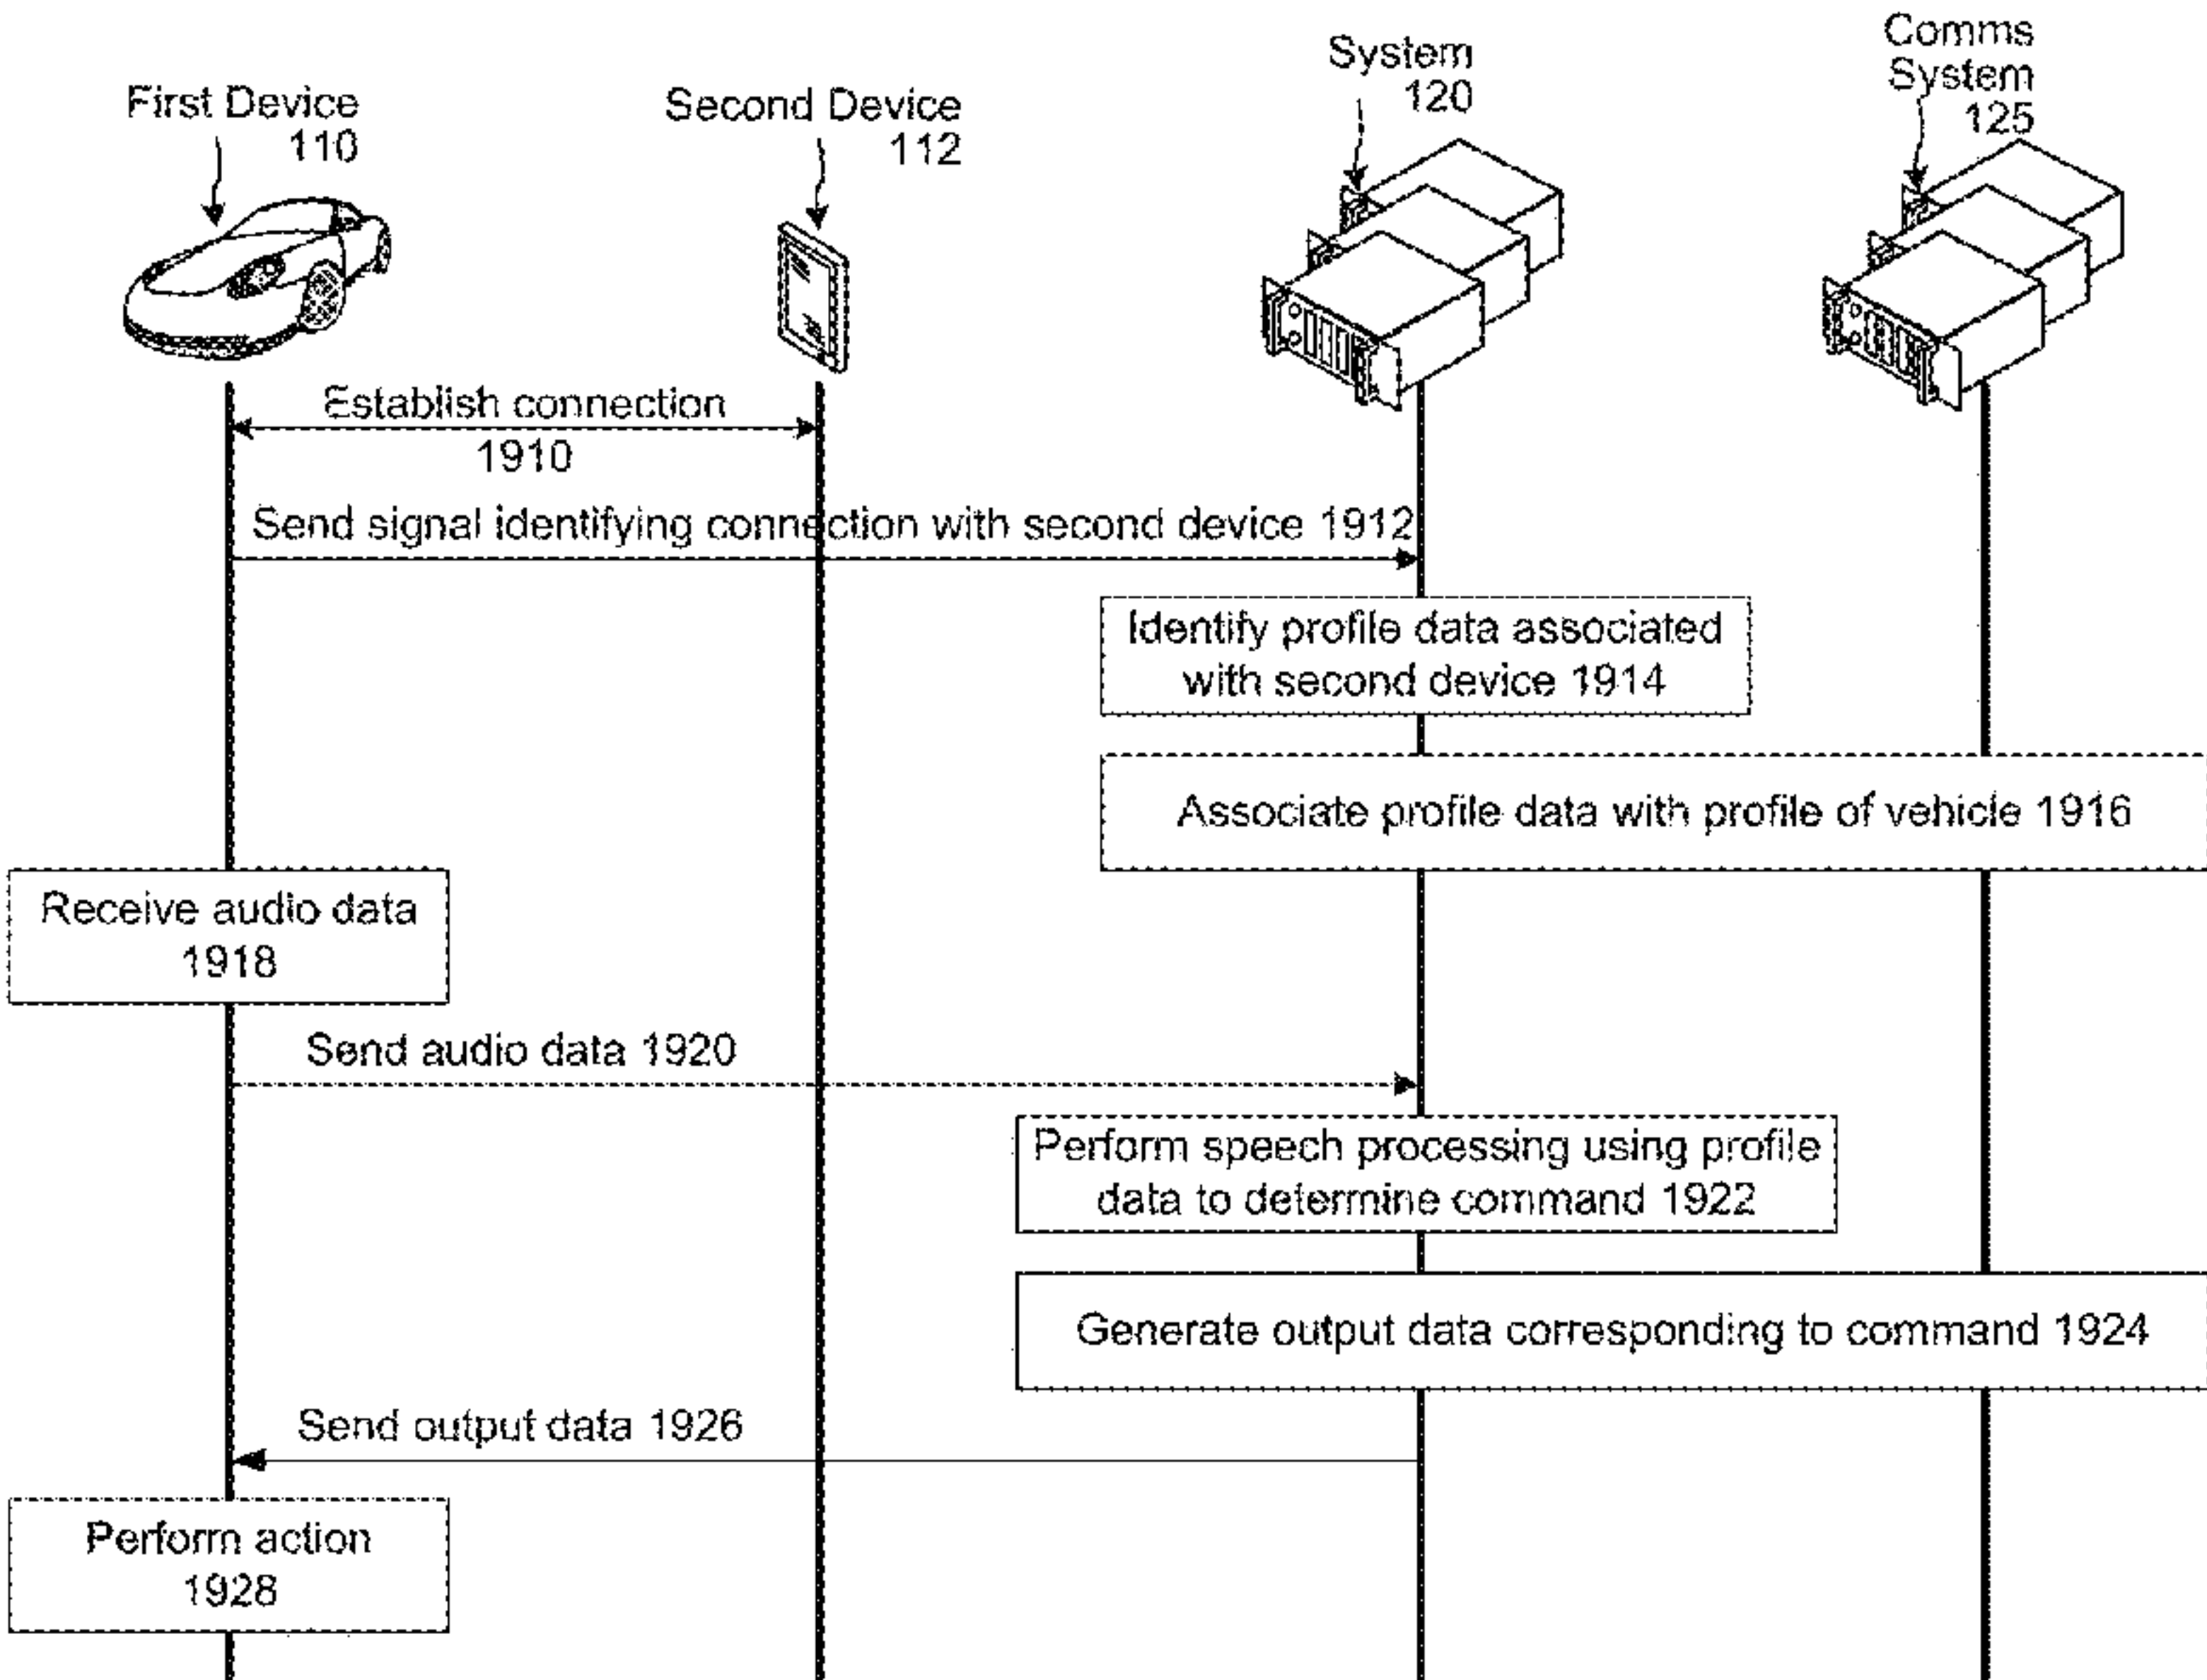 First Device
110
Second Device
112
System
120
Comms
System
125
Establish connection
1910
Send signal identifying connection with second device 1912
Identify profile data associated
with second device 1914
Associate profile data with profile of vehicle 1916
Receive audio data
1918
Send audio data 1920
Perform speech processing using profile
data to determine command 1922
Generate output data corresponding to command 1924
Send output data 1926
Perform action
1928